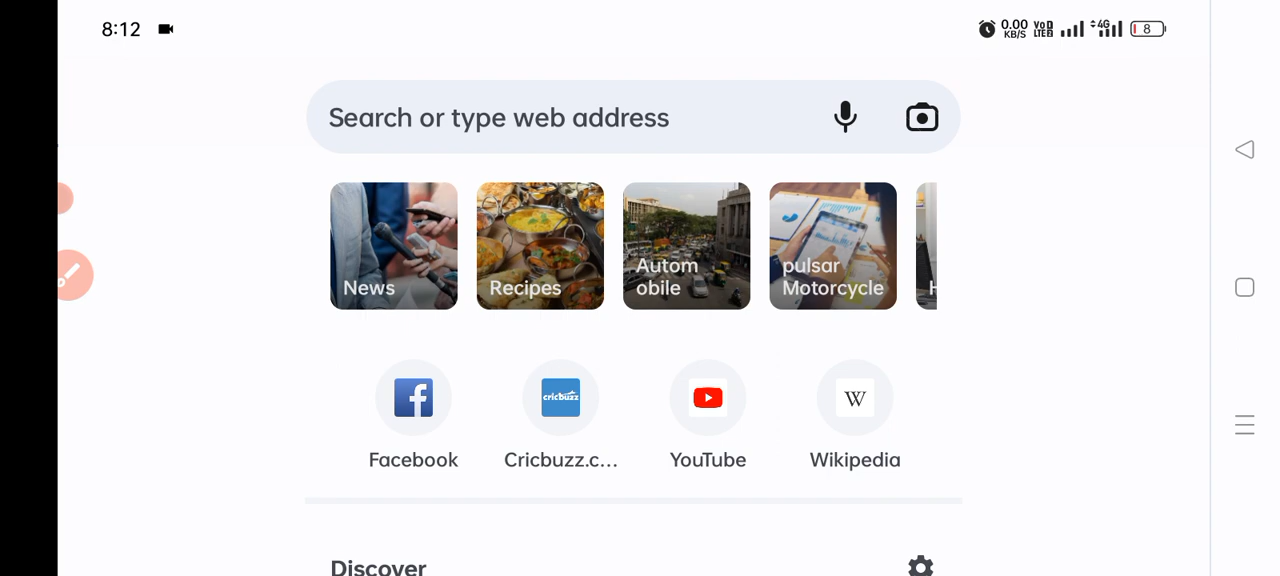 8:12
0.00 KB/S VoD LTE 4G 8
Search or type web address
News
Recipes
Autom
obile
pulsar
Motorcycle
H
f cricbuzz W
Facebook Cricbuzz.c... YouTube Wikipedia
Discover